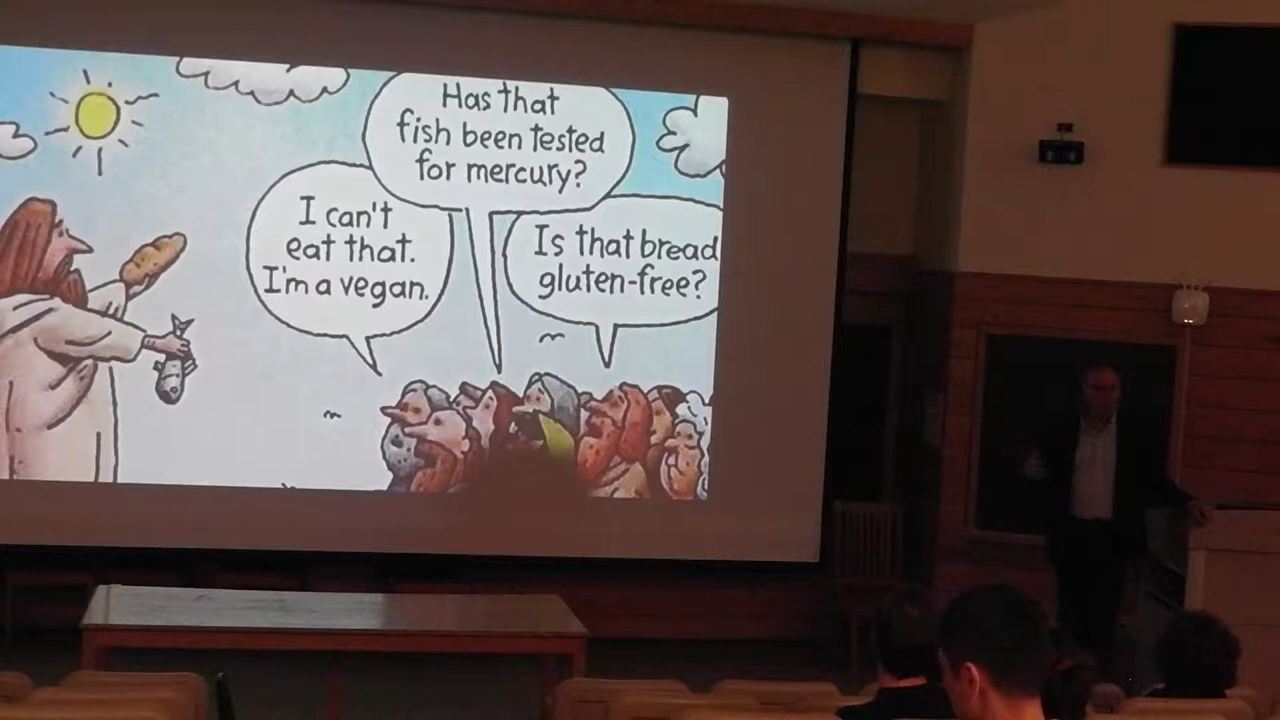 Has that
fish been tested
for mercury?
I can't
eat that.
I'm a vegan.
Is that bread
gluten-free?